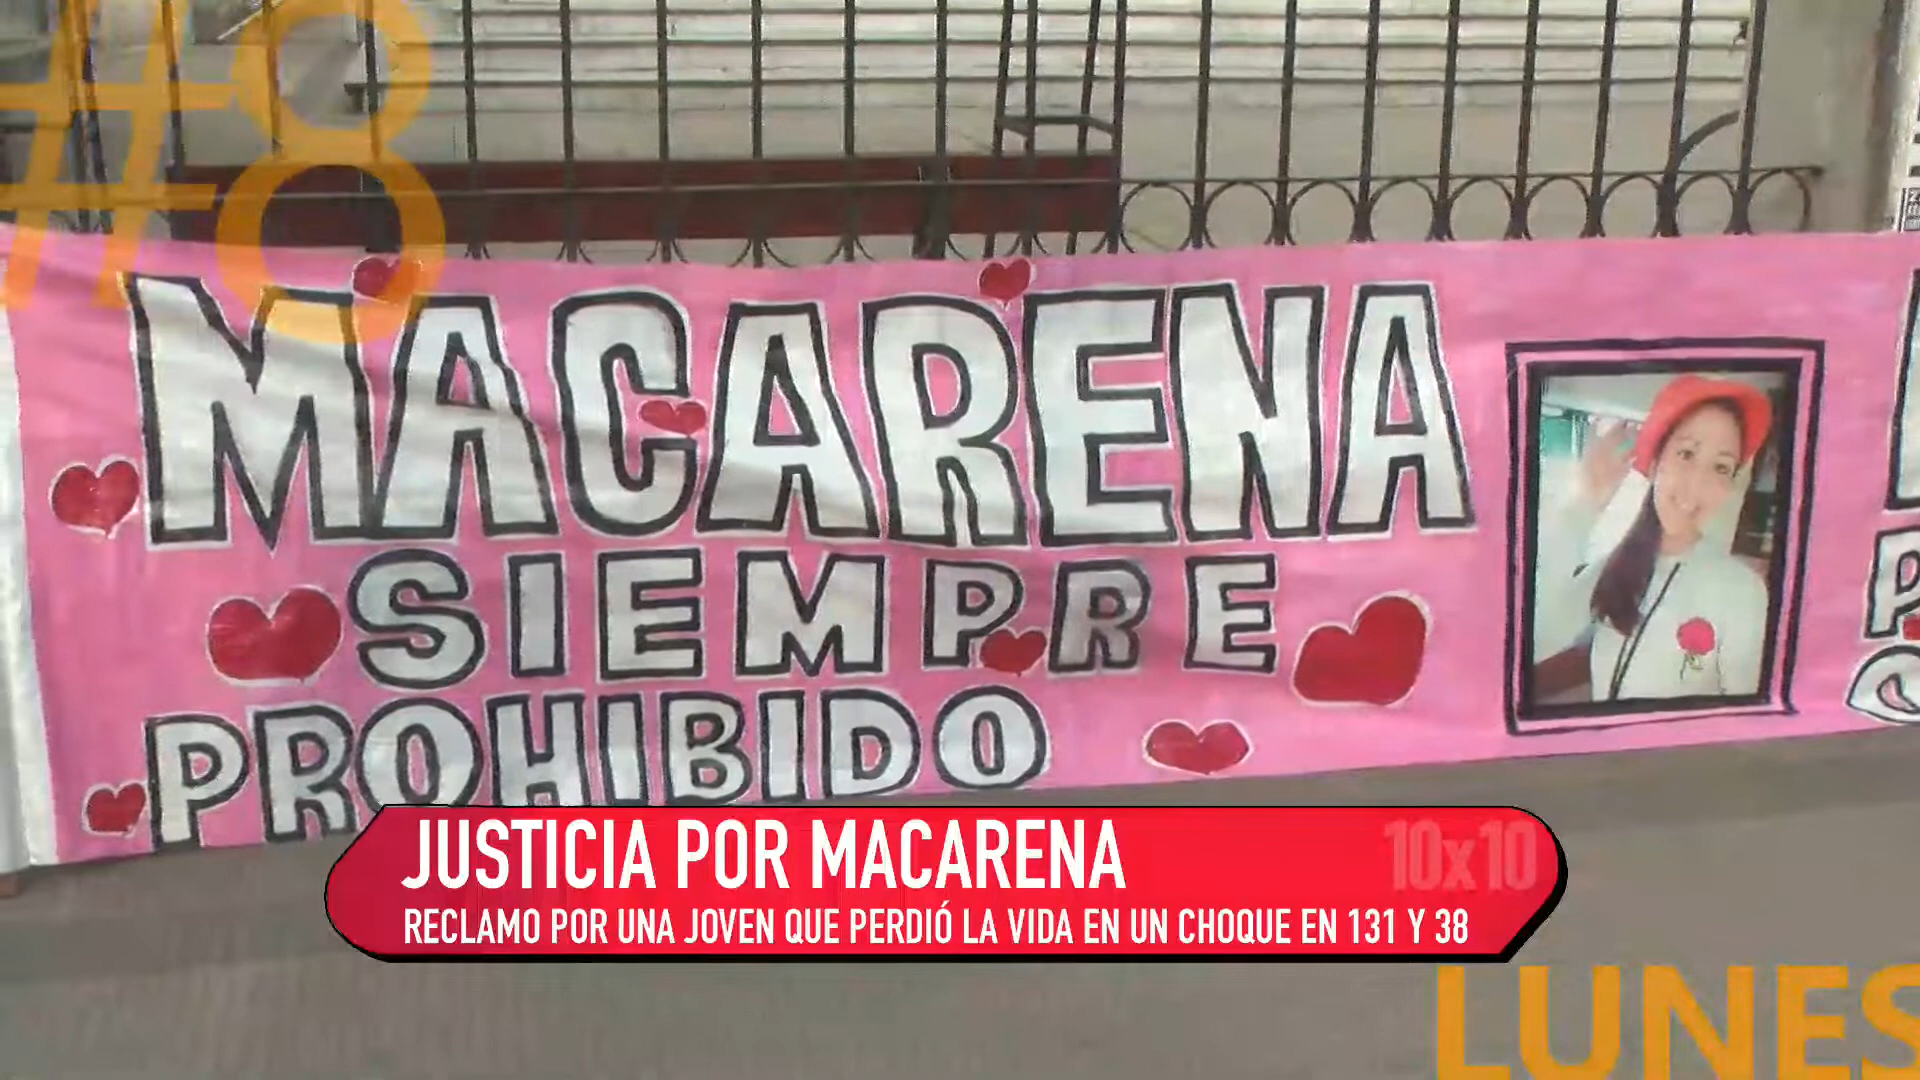 #8
MACARENA
SIEMPRE
PROHIBIDO
JUSTICIA POR MACARENA
10x10
RECLAMO POR UNA JOVEN QUE PERDIÓ LA VIDA EN UN CHOQUE EN 131 Y 38
LUNES